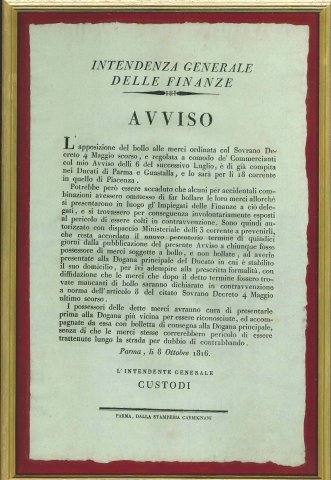 INTENDENZA GENERALE
DELLE FINANZE
AVVISO
L'apposizione del bollo alle merci ordinata col Sovrano De-
creto 4 Maggio scorso, e regolata a comodo de' Commercianti
col mio Avviso delli 6 del successivo Luglio, è di già compita
nei Ducati di Parma e Guastalla, e lo sarà per li 18 corrente
in quello di Piacenza.
Potrebbe però essere accaduto che alcuni per accidentali com-
binazioni avessero ommesso di far bollare le loro merci allorchè
si presentarono in luogo gl' Impiegati delle Finanze a ciò dele-
gati, e si trovassero per conseguenza involontariamente esposti
al pericolo di essere colti in contravvenzione. Sono quindi au-
torizzato con dispaccio Ministeriale delli 3 corrente a prevenirli,
che resta accordato il nuovo perentorio termine di quindici
giorni dalla pubblicazione del presente Avviso a chiunque fosse
possessore di merci soggette a bollo, e non bollate, ad averle
presentate alla Dogana principale del Ducato in cui è stabilito
il suo domicilio, per ivi adempire alla prescritta formalità, con
diffidazione che le merci che dopo il detto termine fossero tro-
vate mancanti di bollo saranno dichiarate in contravvenzione
a norma dell'articolo 8 del citato Sovrano Decreto 4 Maggio
ultimo scorso.
I possessori delle dette merci avranno cura di presentarle
prima alla Dogana più vicina per essere riconosciute, ed accom-
pagnate da essa con bolletta di consegna alla Dogana principale,
senza di che le merci stesse correrebbero pericolo di essere
trattenute lungo la strada per dubbio di contrabbando.
Parma, li 8 Ottobre 1816.
L'INTENDENTE GENERALE
CUSTODI
PARMA, DALLA STAMPERIA CARMIGNANI